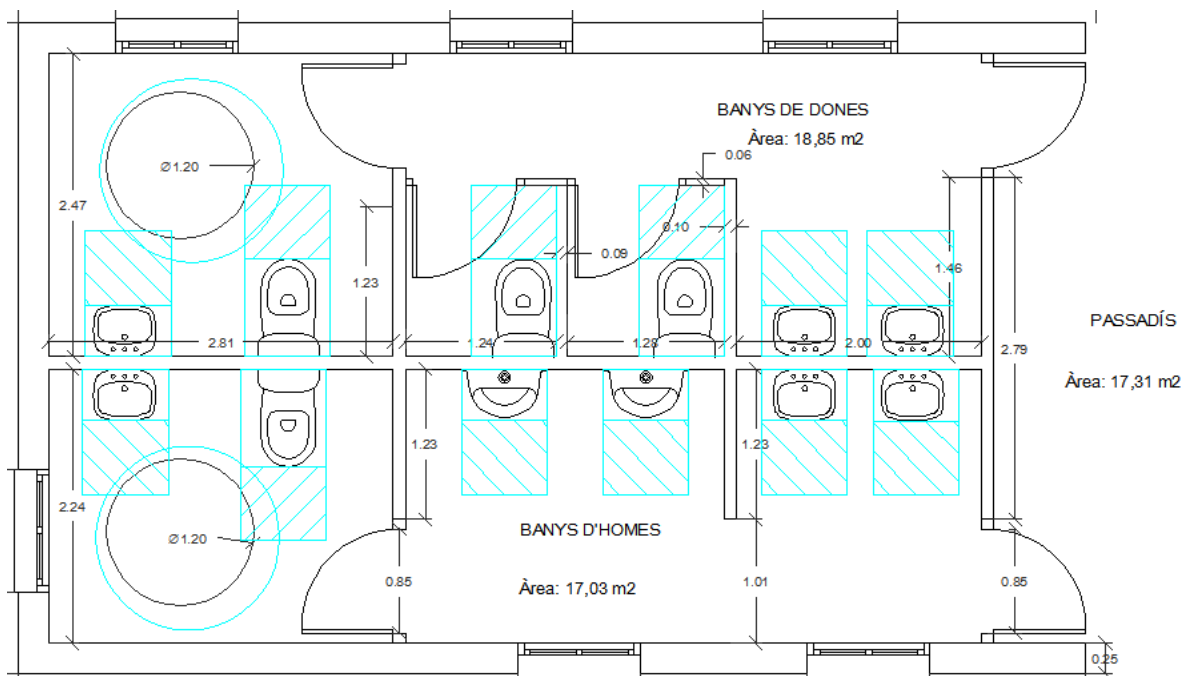 BANYS DE DONES
Àrea: 18,85 m2
0.06
Ø1.20
2.47
0.10
0.09
1.23
1.46
PASSADÍS
2.81
1.24
1.28
2.00
2.79
Àrea: 17,31 m2
1.23
1.23
2.24
BANYS D'HOMES
Ø1.20
0.85
Àrea: 17,03 m2
1.01
0.85
0.25